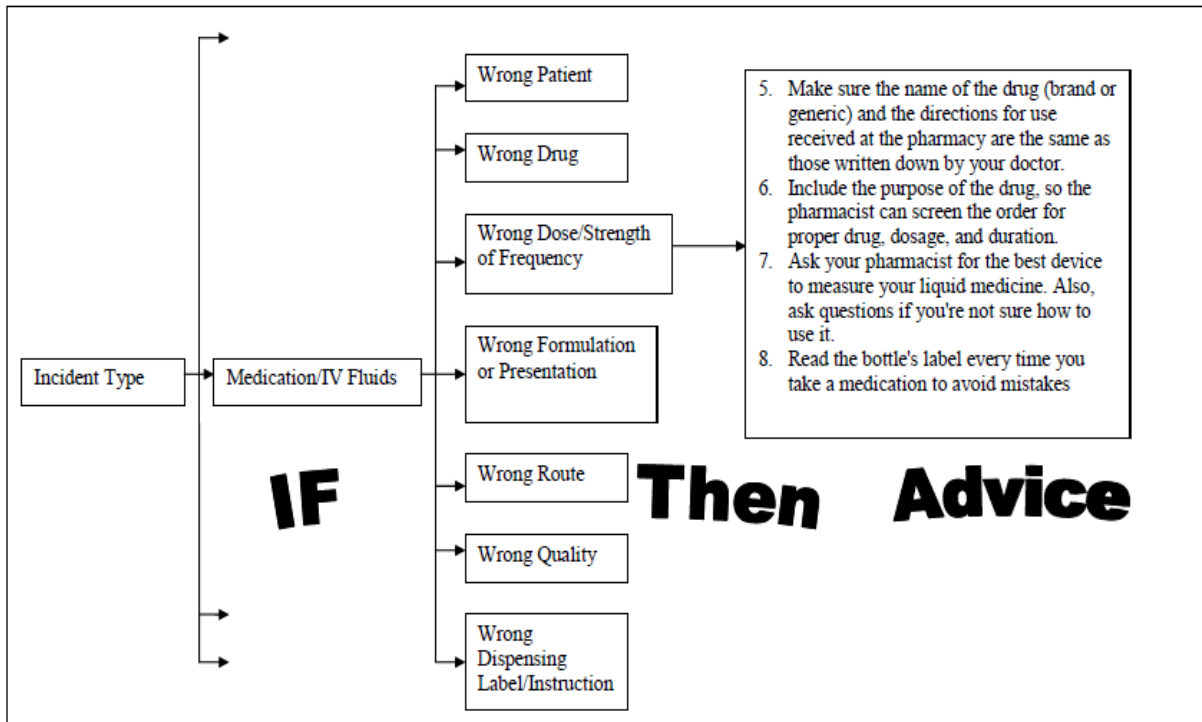 Incident Type
Medication/IV Fluids
Wrong Patient
Wrong Drug
Wrong Dose/Strength
of Frequency
Wrong Formulation
or Presentation
Wrong Route
Wrong Quality
Wrong
Dispensing
Label/Instruction
5. Make sure the name of the drug (brand or
generic) and the directions for use
received at the pharmacy are the same as
those written down by your doctor.
6. Include the purpose of the drug, so the
pharmacist can screen the order for
proper drug, dosage, and duration.
7. Ask your pharmacist for the best device
to measure your liquid medicine. Also,
ask questions if you're not sure how to
use it.
8. Read the bottle's label every time you
take a medication to avoid mistakes
IF
Then
Advice